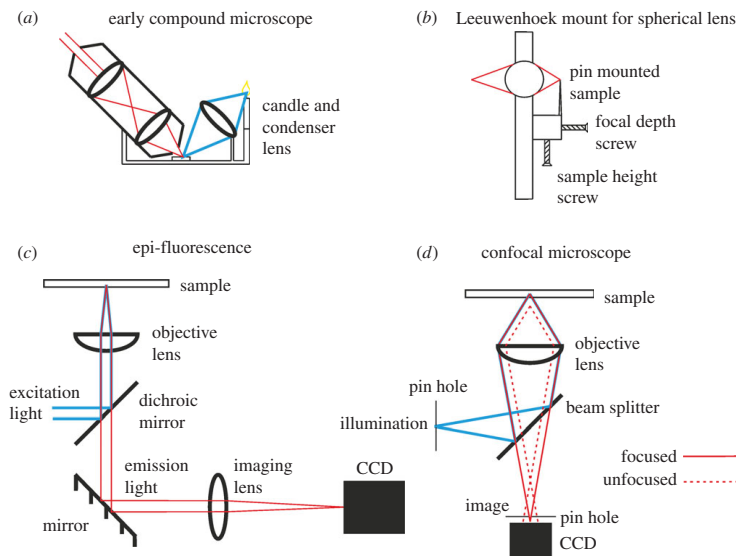 (a) early compound microscope
candle and
condenser
lens
(b) Leeuwenhoek mount for spherical lens
pin mounted
sample
focal depth
screw
sample height
screw
(c) epi-fluorescence
sample
objective
lens
excitation
light
dichroic
mirror
emission
light
imaging
lens
CCD
mirror
(d) confocal microscope
sample
objective
lens
pin hole
beam splitter
illumination
focused
unfocused
image
pin hole
CCD